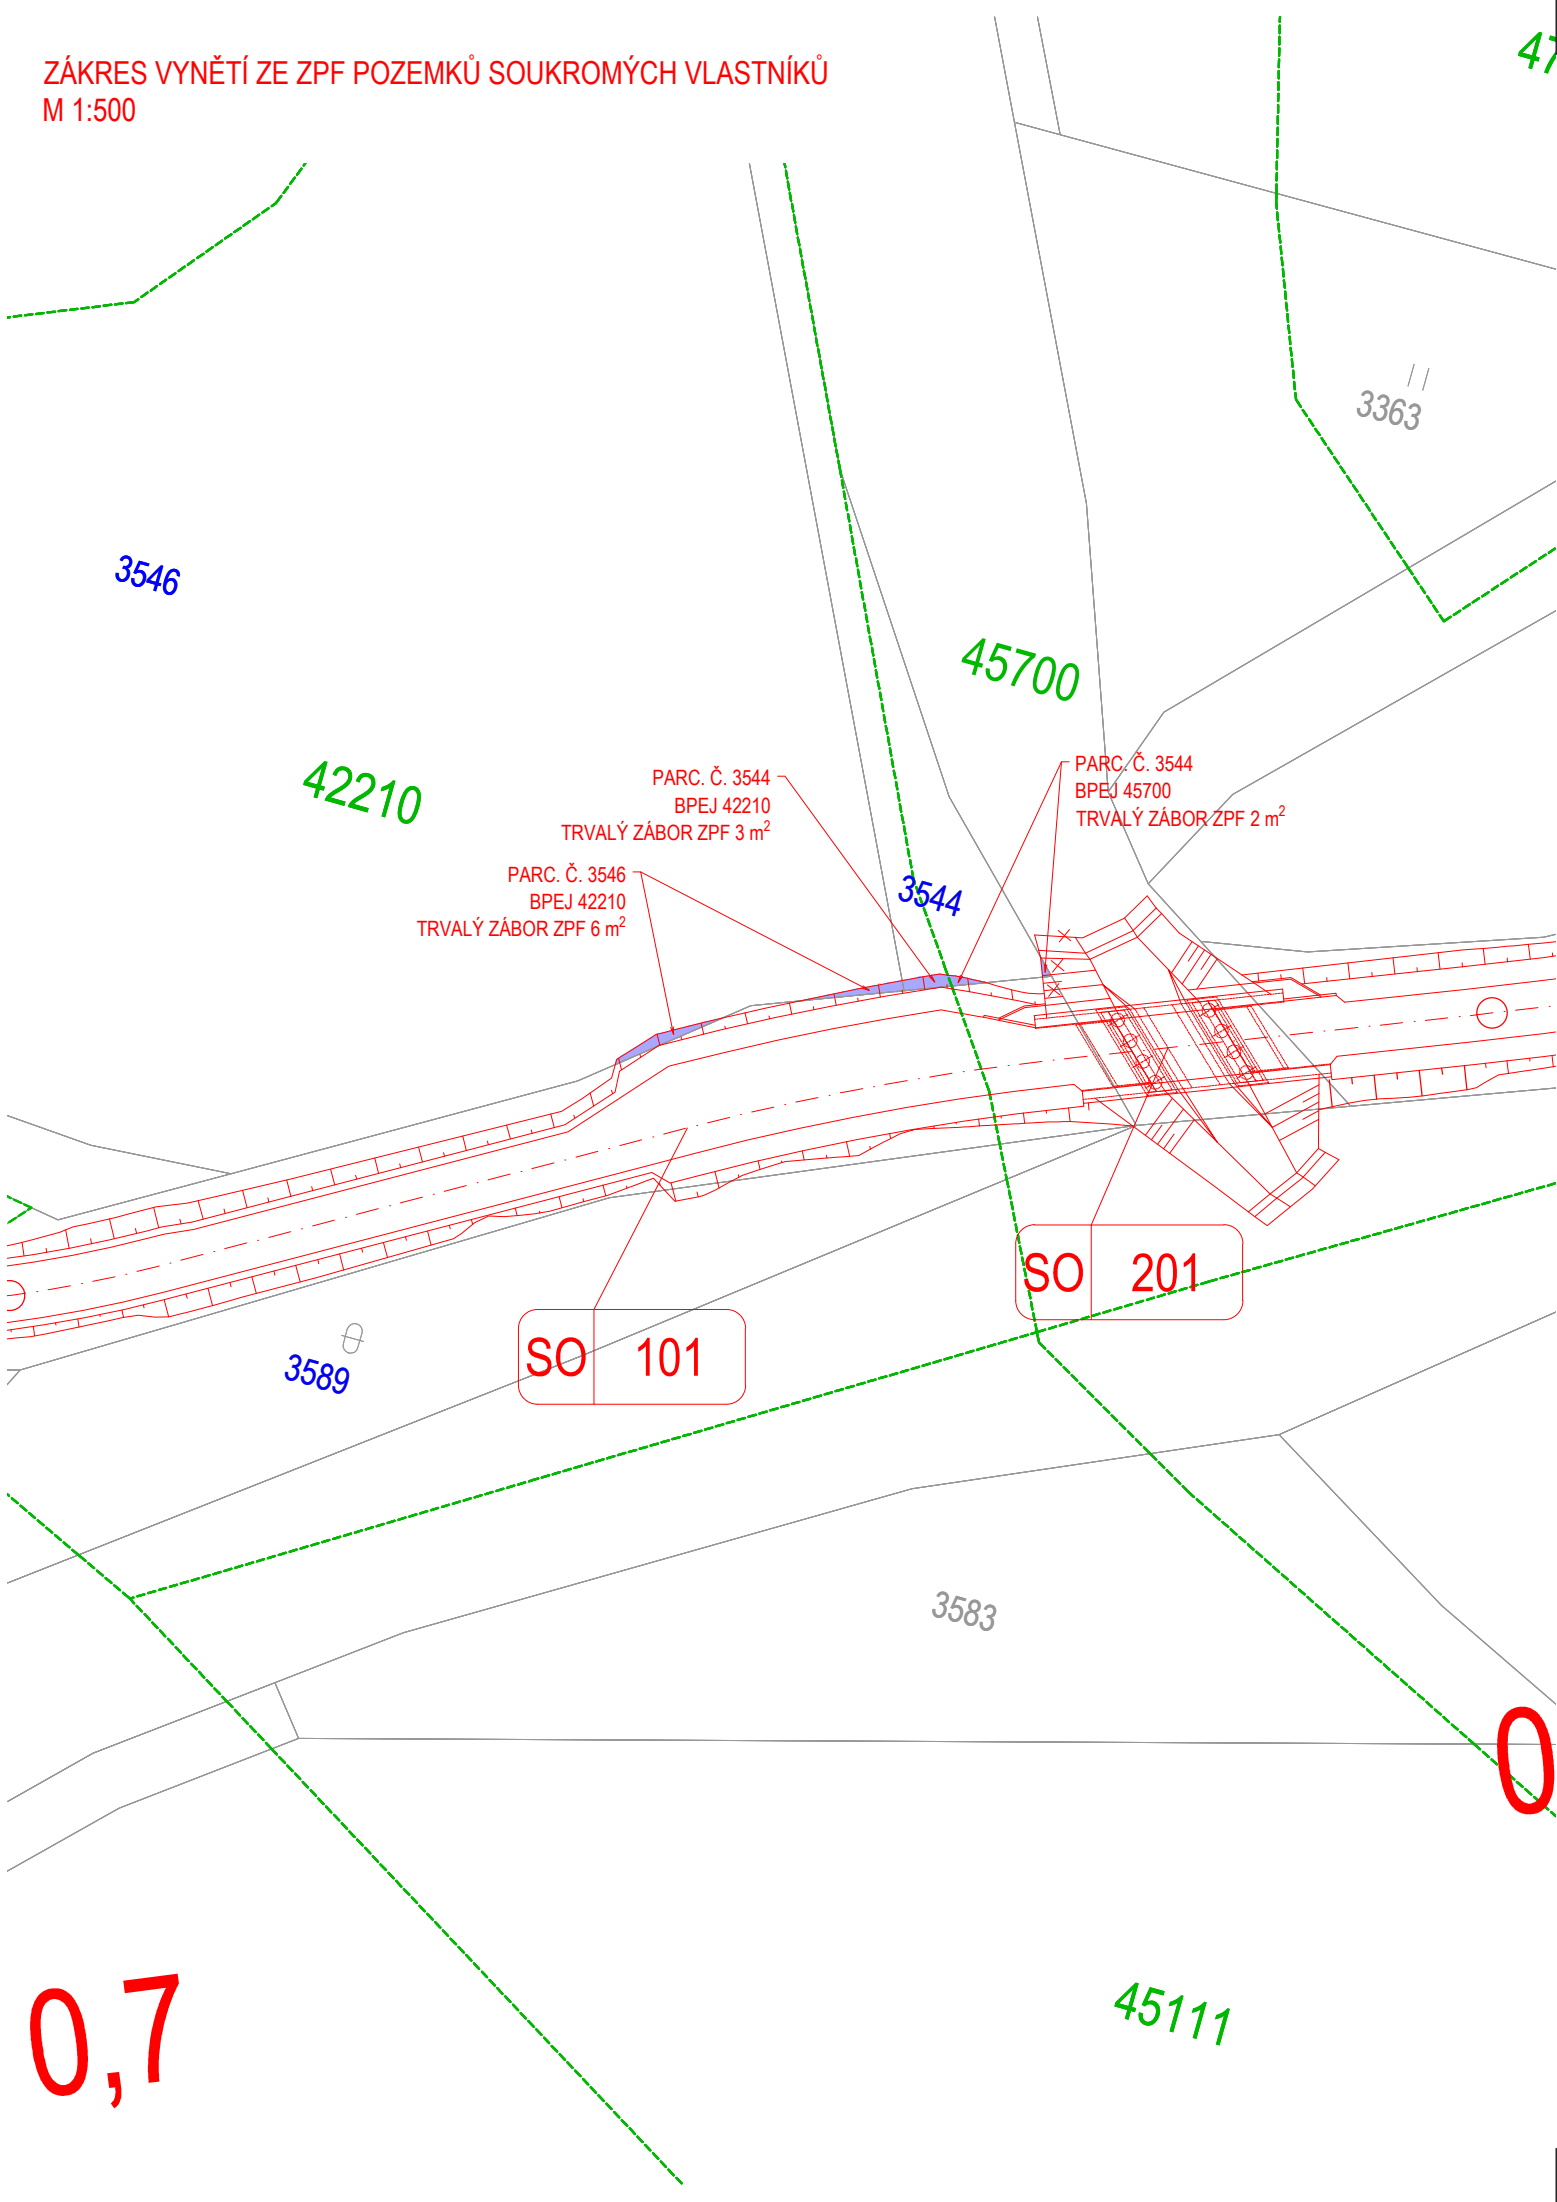 ZÁKRES VYNĚTÍ ZE ZPF POZEMKŮ SOUKROMÝCH VLASTNÍKŮ
M 1:500
47
3363
3546
45700
42210
PARC. Č. 3544
BPEJ 42210
TRVALÝ ZÁBOR ZPF 3 m²
PARC. Č. 3544
BPEJ 45700
TRVALÝ ZÁBOR ZPF 2 m²
PARC. Č. 3546
BPEJ 42210
TRVALÝ ZÁBOR ZPF 6 m²
3544
SO 201
SO 101
3589
3583
0
0,7
45111